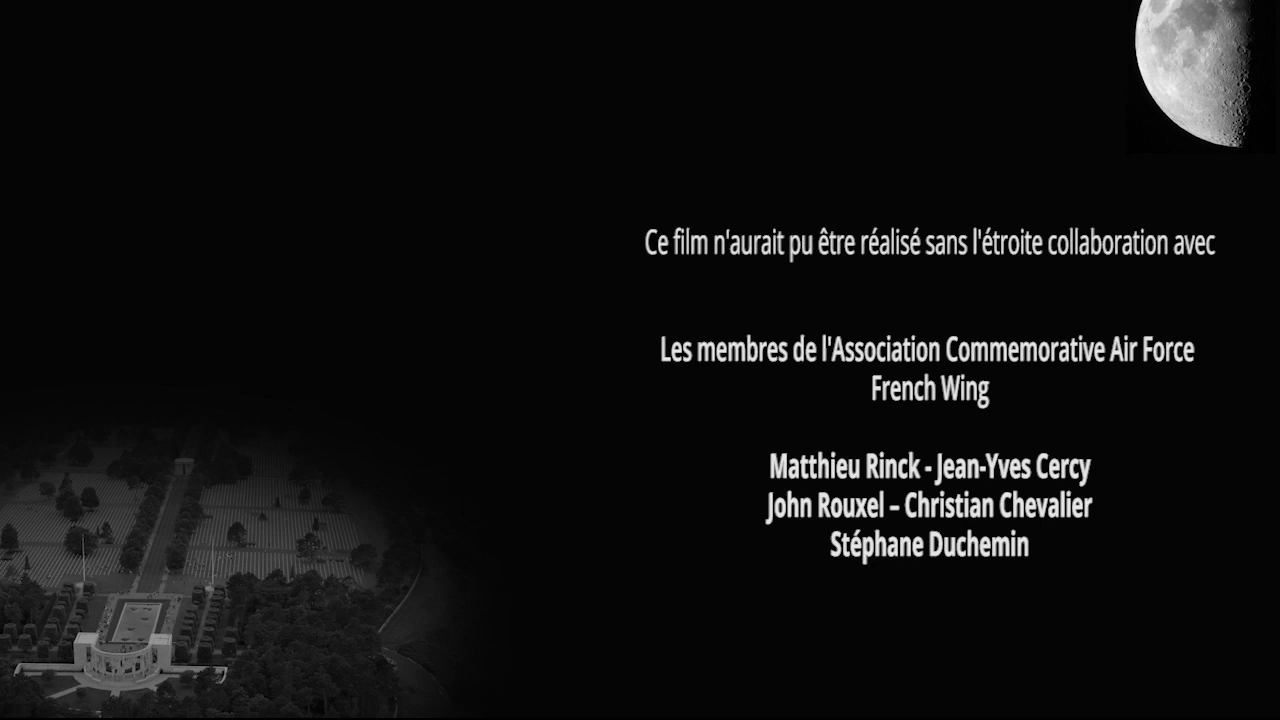 Ce film n'aurait pu être réalisé sans l'étroite collaboration avec
Les membres de l'Association Commemorative Air Force
French Wing
Matthieu Rinck - Jean-Yves Cercy
John Rouxel – Christian Chevalier
Stéphane Duchemin